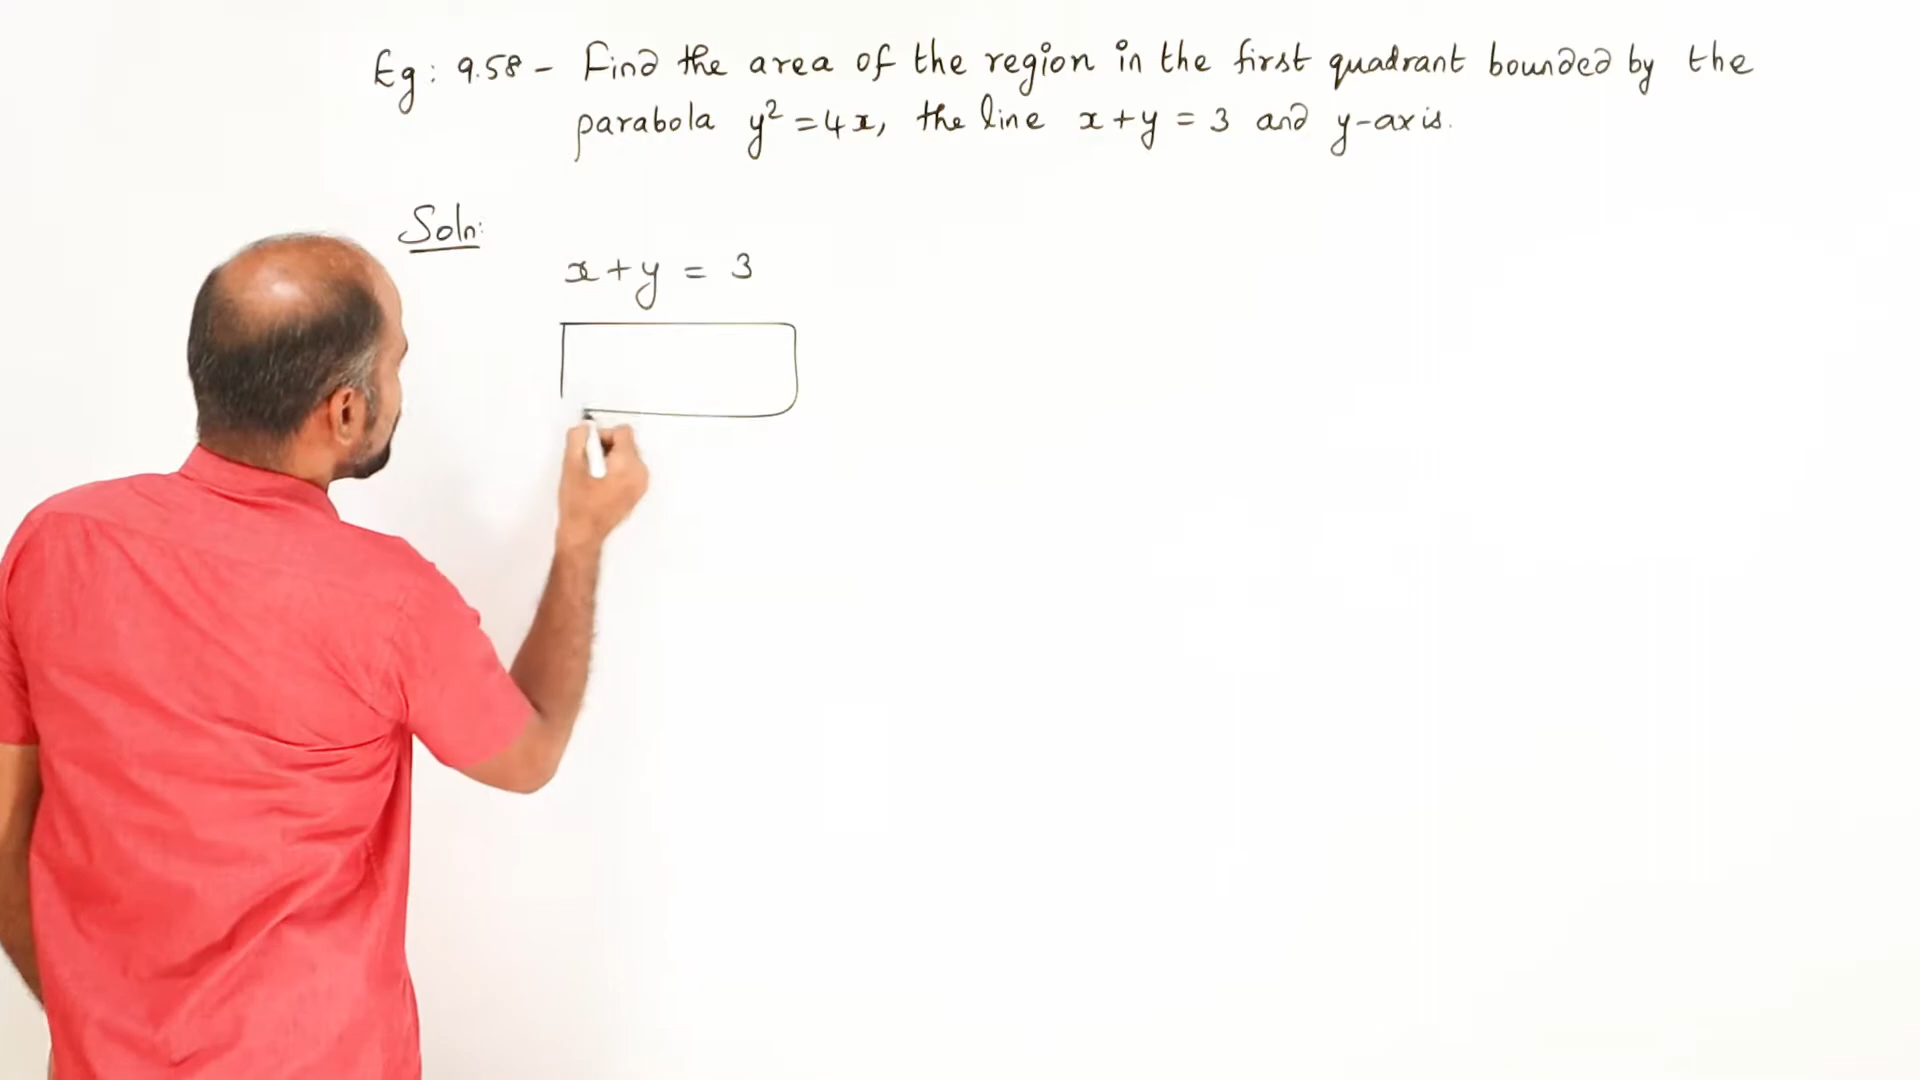 Eg: 9.58 - Find the area of the region in the first quadrant bounded by the
parabola y² = 4x, the line x + y = 3 and y-axis.
Soln:
x + y = 3